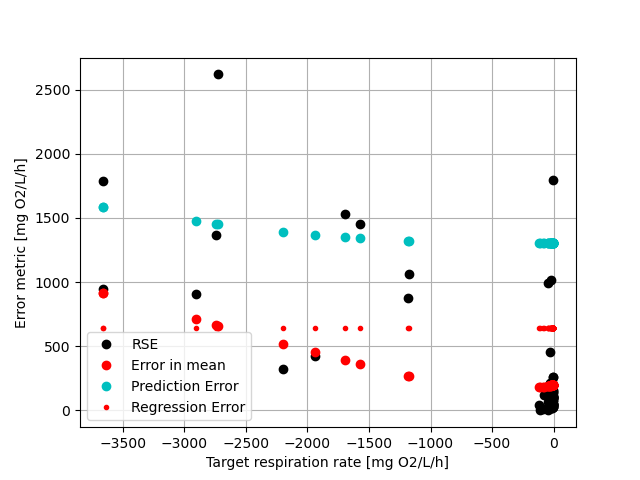 2500
2000
1500
1000
500
0
Error metric [mg O2/L/h]
RSE
Error in mean
Prediction Error
Regression Error
−3500 −3000 −2500 −2000 −1500 −1000 −500 0
Target respiration rate [mg O2/L/h]